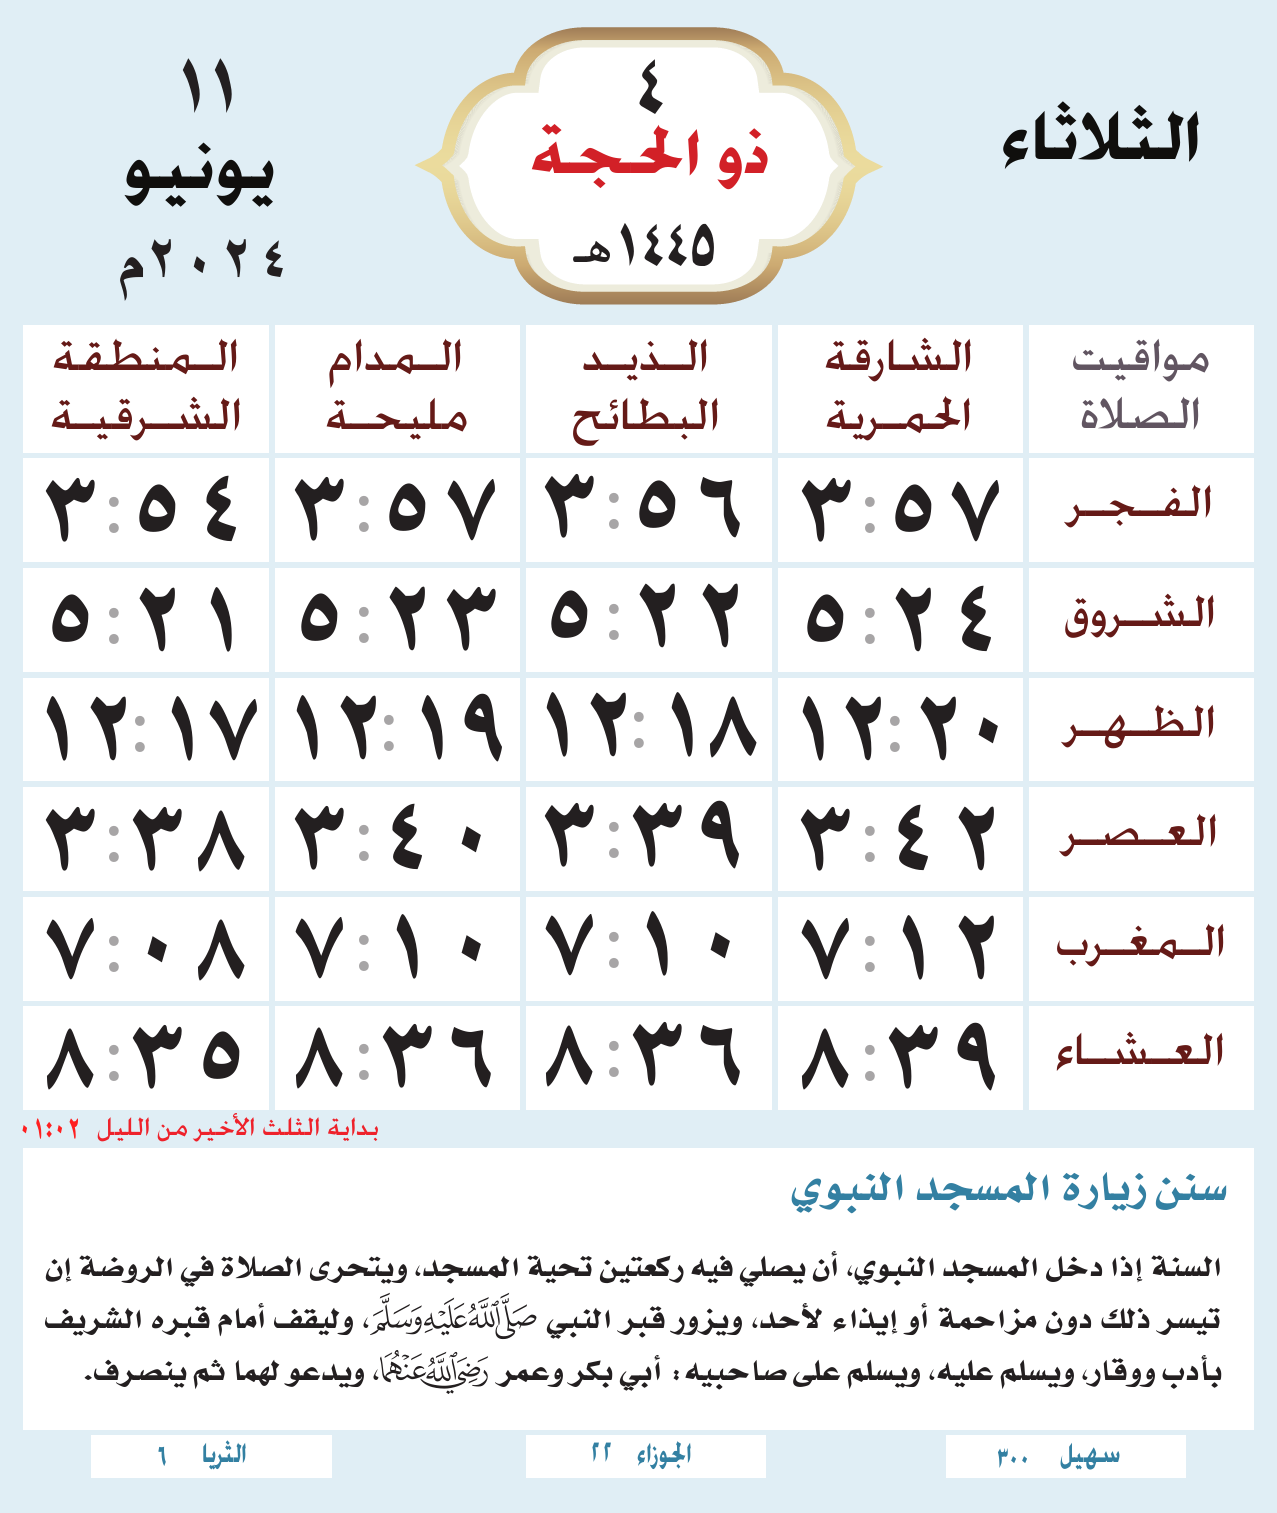 الثلاثاء
٤
ذو الحجة
١٤٤٥هـ
١١
يونيو
٢٠٢٤م
مواقيت الصلاة
الشارقة الحمرية
الذيد البطائح
المدام مليحة
المنطقة الشرقية
الفجر ٣:٥٧ ٣:٥٦ ٣:٥٧ ٣:٥٤
الشروق ٥:٢٤ ٥:٢٢ ٥:٢٣ ٥:٢١
الظهر ١٢:٢٠ ١٢:١٨ ١٢:١٩ ١٢:١٧
العصر ٣:٤٢ ٣:٣٩ ٣:٤٠ ٣:٣٨
المغرب ٧:١٢ ٧:١٠ ٧:١٠ ٧:٠٨
العشاء ٨:٣٩ ٨:٣٦ ٨:٣٦ ٨:٣٥
بداية الثلث الأخير من الليل ٠١:٠٢
سنن زيارة المسجد النبوي
السنة إذا دخل المسجد النبوي، أن يصلي فيه ركعتين تحية المسجد، ويتحرى الصلاة في الروضة إن
تيسر ذلك دون مزاحمة أو إيذاء لأحد، ويزور قبر النبي صَلَّى اللَّهُ عَلَيْهِ وَسَلَّمَ، وليقف أمام قبره الشريف
بأدب ووقار، ويسلم عليه، ويسلم على صاحبيه: أبي بكر وعمر رَضِيَ اللَّهُ عَنْهُمَا، ويدعو لهما ثم ينصرف.
سهيل ٣٠٠
الجوزاء ٢٢
الثريا ٦